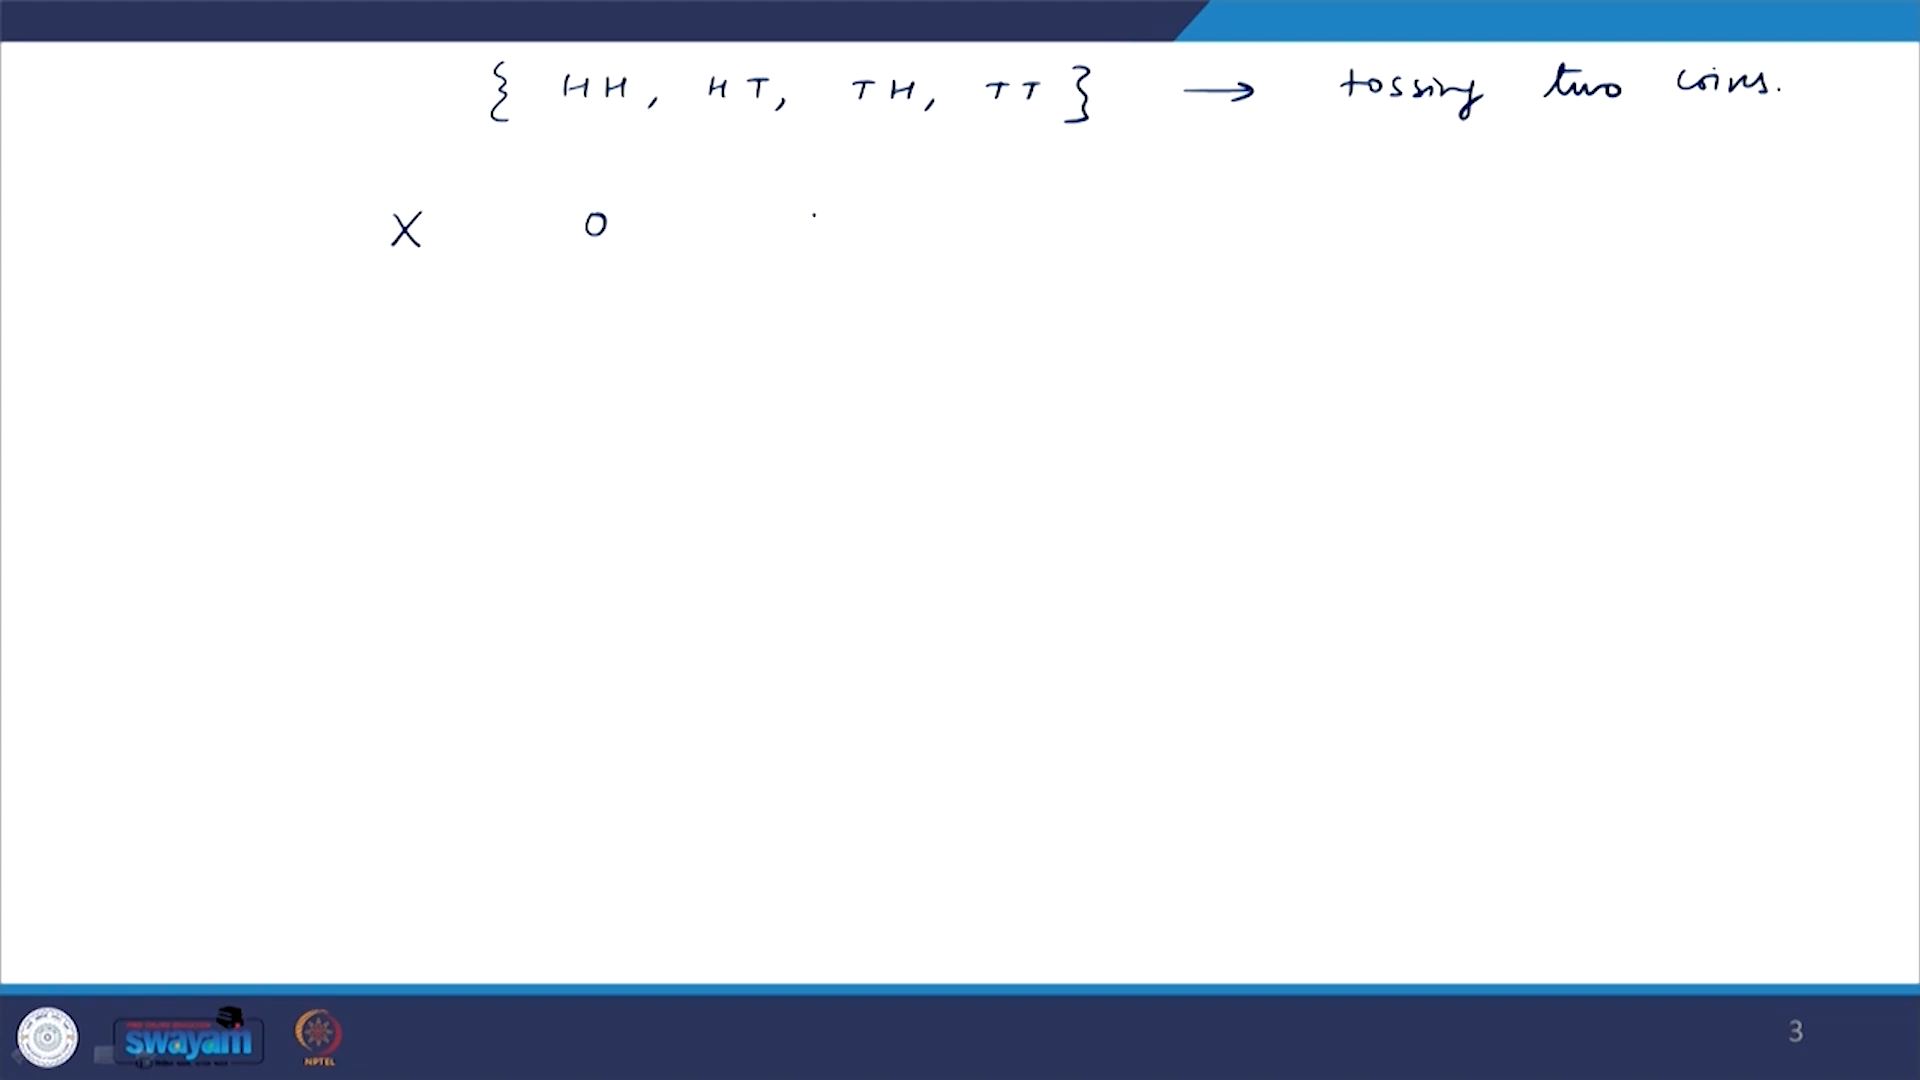 { HH, HT, TH, TT } → tossing two coins.
X 0
swayam
NPTEL
3